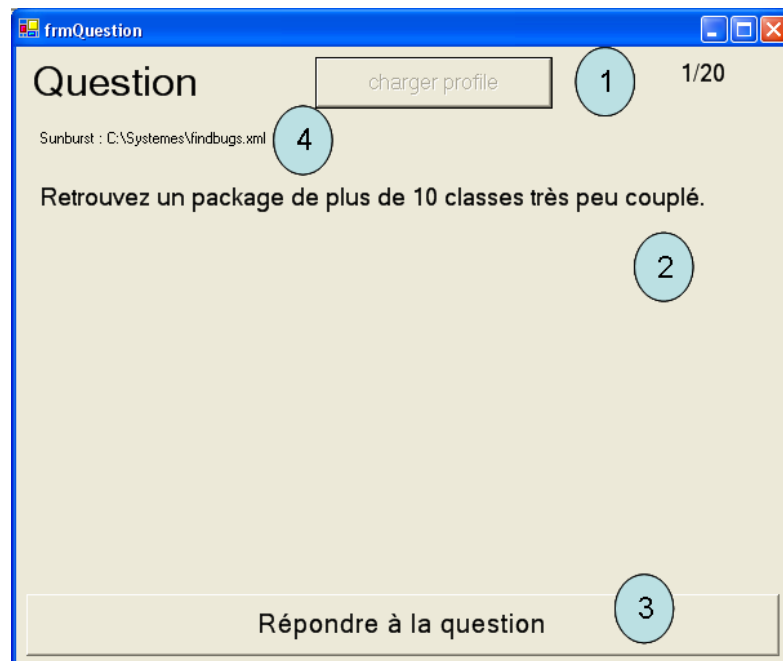 frmQuestion
Question
charger profile
1
1/20
Sunburst : C:\Systemes\findbugs.xml
4
Retrouvez un package de plus de 10 classes très peu couplé.
2
Répondre à la question
3